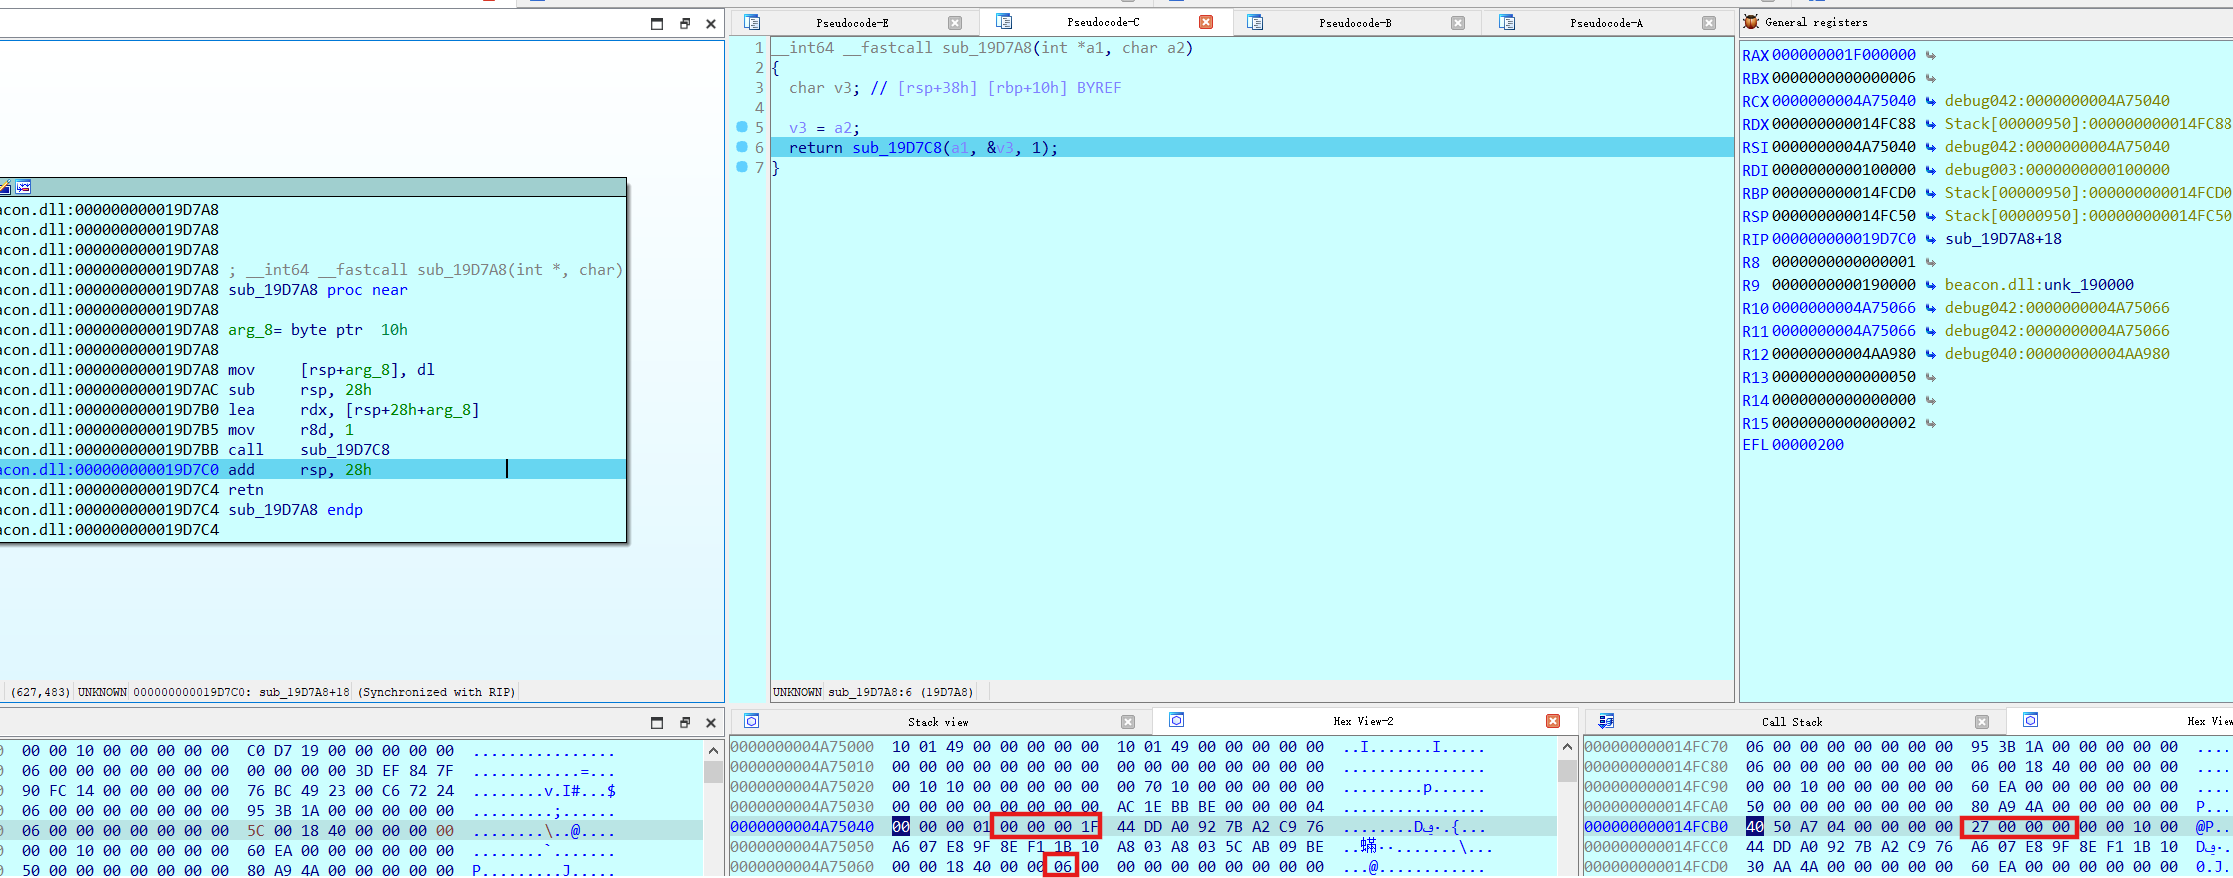 Pseudocode-E
Pseudocode-C
Pseudocode-B
Pseudocode-A
General registers
1 __int64 __fastcall sub_19D7A8(int *a1, char a2)
2 {
3 char v3; // [rsp+38h] [rbp+10h] BYREF
4
5 v3 = a2;
6 return sub_19D7C8(a1, &v3, 1);
7 }
acon.dll:000000000019D7A8
acon.dll:000000000019D7A8
acon.dll:000000000019D7A8
acon.dll:000000000019D7A8 ; __int64 __fastcall sub_19D7A8(int *, char)
acon.dll:000000000019D7A8 sub_19D7A8 proc near
acon.dll:000000000019D7A8
acon.dll:000000000019D7A8 arg_8= byte ptr 10h
acon.dll:000000000019D7A8
acon.dll:000000000019D7A8 mov [rsp+arg_8], dl
acon.dll:000000000019D7AC sub rsp, 28h
acon.dll:000000000019D7B0 lea rdx, [rsp+28h+arg_8]
acon.dll:000000000019D7B5 mov r8d, 1
acon.dll:000000000019D7BB call sub_19D7C8
acon.dll:000000000019D7C0 add rsp, 28h
acon.dll:000000000019D7C4 retn
acon.dll:000000000019D7C4 sub_19D7A8 endp
acon.dll:000000000019D7C4
RAX 000000001F000000
RBX 0000000000000006
RCX 0000000004A75040 debug042:0000000004A75040
RDX 000000000014FC88 Stack[00000950]:000000000014FC88
RSI 0000000004A75040 debug042:0000000004A75040
RDI 0000000000100000 debug003:0000000000100000
RBP 000000000014FCD0 Stack[00000950]:000000000014FCD0
RSP 000000000014FC50 Stack[00000950]:000000000014FC50
RIP 000000000019D7C0 sub_19D7A8+18
R8 0000000000000001
R9 0000000000190000 beacon.dll:unk_190000
R10 0000000004A75066 debug042:0000000004A75066
R11 0000000004A75066 debug042:0000000004A75066
R12 00000000004AA980 debug040:00000000004AA980
R13 0000000000000050
R14 0000000000000000
R15 0000000000000002
EFL 00000200
(627,483) UNKNOWN 000000000019D7C0: sub_19D7A8+18 (Synchronized with RIP)
UNKNOWN sub_19D7A8:6 (19D7A8)
00 00 10 00 00 00 00 00 C0 D7 19 00 00 00 00 00 ................
06 00 00 00 00 00 00 00 00 00 00 00 3D EF 84 7F ............=...
90 FC 14 00 00 00 00 00 76 BC 49 23 00 C6 72 24 ........v.I#...$
06 00 00 00 00 00 00 00 95 3B 1A 00 00 00 00 00 .........;......
06 00 00 00 00 00 00 00 5C 00 18 40 00 00 00 00 ........\..@....
00 00 10 00 00 00 00 00 60 EA 00 00 00 00 00 00 ........`.......
50 00 00 00 00 00 00 00 80 A9 4A 00 00 00 00 00 P.........J.....
Stack view
Hex View-2
0000000004A75000 10 01 49 00 00 00 00 00 10 01 49 00 00 00 00 00 ..I.......I.....
0000000004A75010 00 00 00 00 00 00 00 00 00 00 00 00 00 00 00 00 ................
0000000004A75020 00 10 10 00 00 00 00 00 00 70 10 00 00 00 00 00 .........p......
0000000004A75030 00 00 00 00 00 00 00 00 AC 1E BB BE 00 00 00 04 ................
0000000004A75040 00 00 00 01 00 00 00 1F 44 DD A0 92 7B A2 C9 76
0000000004A75050 A6 07 E8 9F 8E F1 1B 10 A8 03 A8 03 5C AB 09 BE
0000000004A75060 00 00 18 40 00 00 06 00 00 00 00 00 00 00 00 00 ...@............
Call Stack
Hex View
000000000014FC70 06 00 00 00 00 00 00 00 95 3B 1A 00 00 00 00 00 ....
000000000014FC80 06 00 00 00 00 00 00 00 06 00 18 40 00 00 00 00 ....
000000000014FC90 00 00 10 00 00 00 00 00 60 EA 00 00 00 00 00 00 ....
000000000014FCA0 50 00 00 00 00 00 00 00 80 A9 4A 00 00 00 00 00 P...
000000000014FCB0 40 50 A7 04 00 00 00 00 27 00 00 00 00 00 10 00 @P..
000000000014FCC0 44 DD A0 92 7B A2 C9 76 A6 07 E8 9F 8E F1 1B 10
000000000014FCD0 30 AA 4A 00 00 00 00 00 60 EA 00 00 00 00 00 00 0.J.